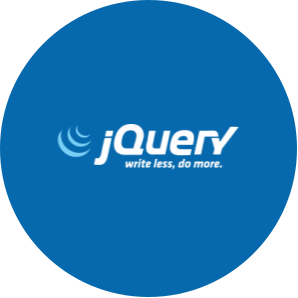 jQuery
write less, do more.